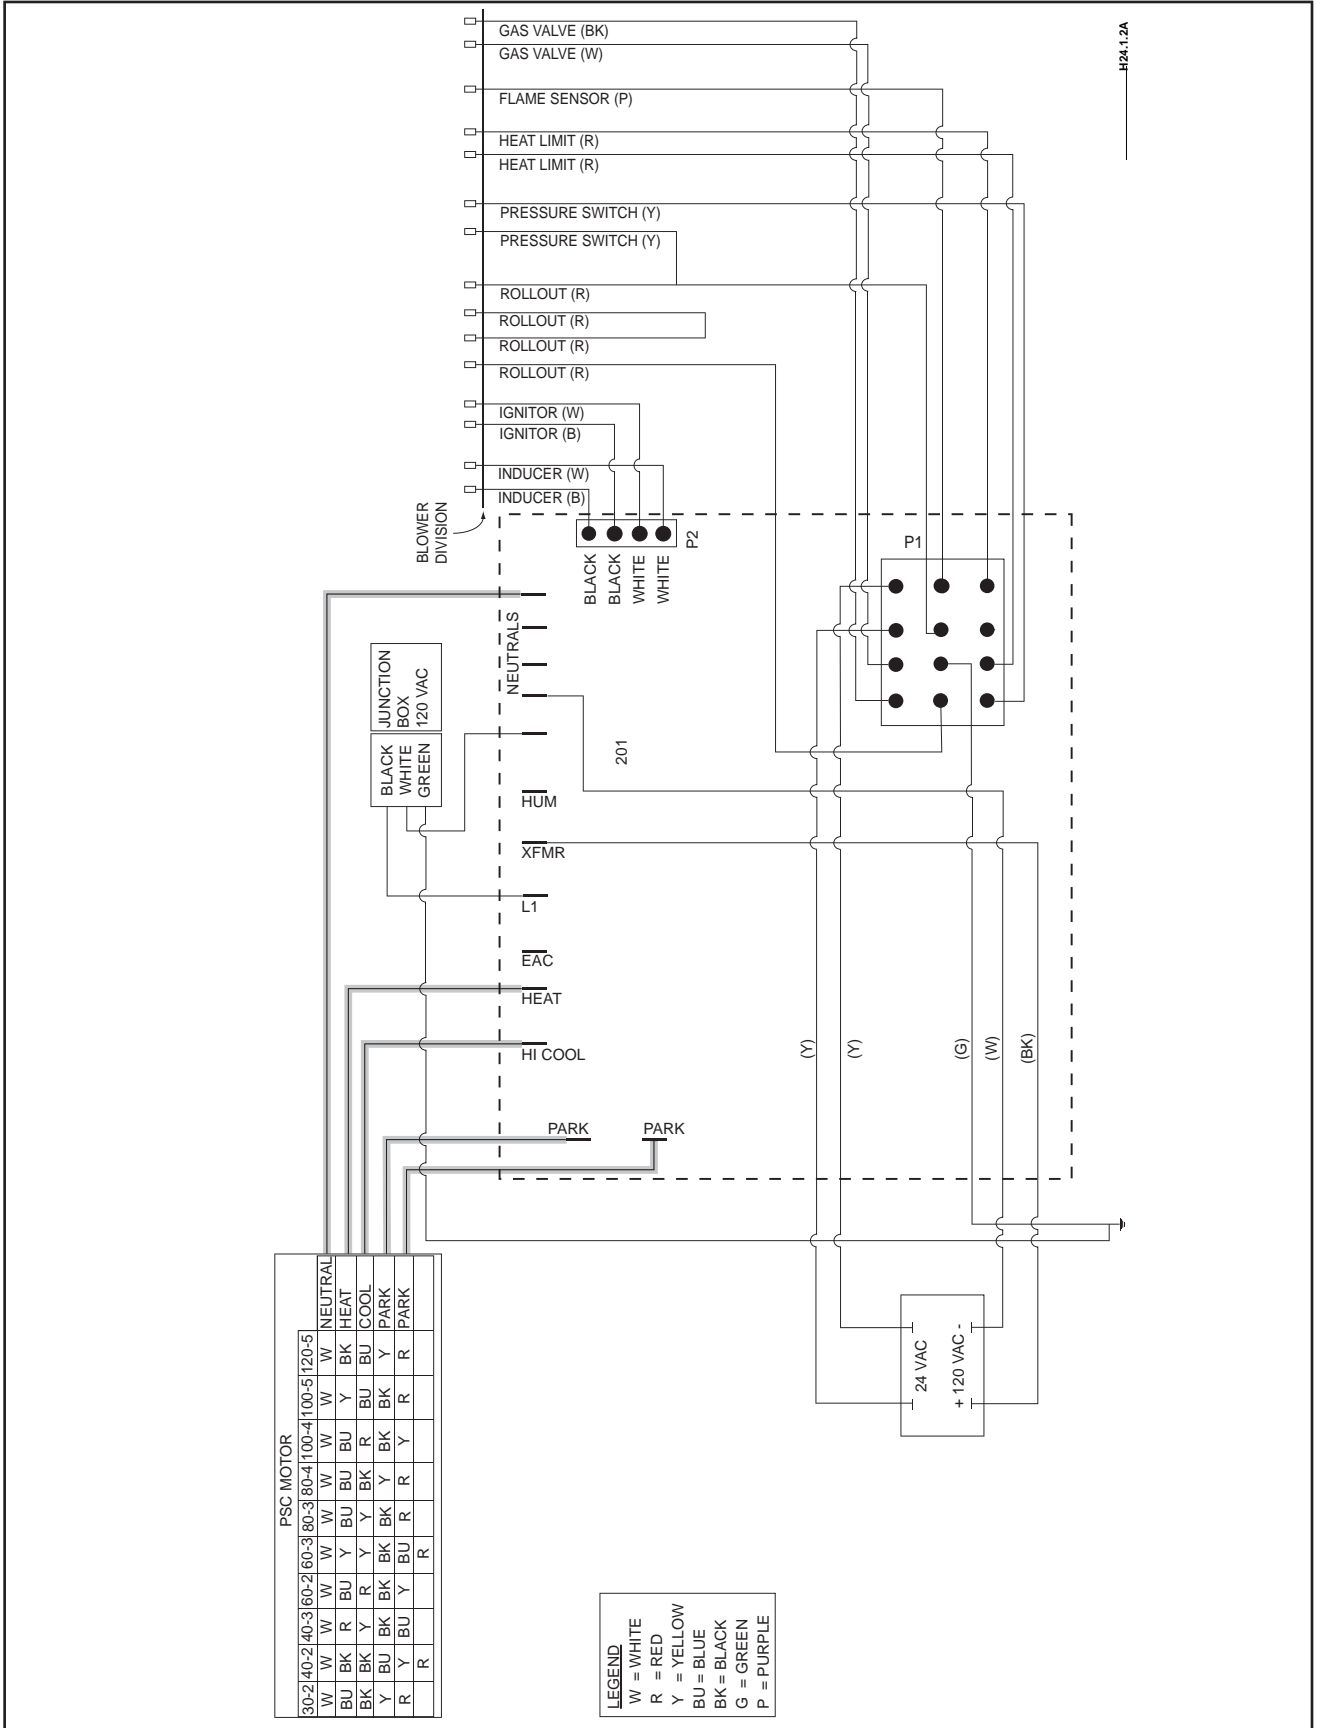 GAS VALVE (BK)
GAS VALVE (W)
FLAME SENSOR (P)
HEAT LIMIT (R)
HEAT LIMIT (R)
PRESSURE SWITCH (Y)
PRESSURE SWITCH (Y)
ROLLOUT (R)
ROLLOUT (R)
ROLLOUT (R)
ROLLOUT (R)
IGNITOR (W)
IGNITOR (B)
INDUCER (W)
INDUCER (B)
H24.1.2A
BLOWER
DIVISION
P2
BLACK
BLACK
WHITE
WHITE
P1
NEUTRALS
JUNCTION
BOX
120 VAC
BLACK
WHITE
GREEN
201
HUM
XFMR
L1
EAC
HEAT
HI COOL
PARK
PARK
(Y)
(Y)
(G)
(W)
(BK)
24 VAC
+ 120 VAC -
PSC MOTOR
30-2 40-2 40-3 60-2 60-3 80-3 80-4 100-4 100-5 120-5
W W W W W W W W W W NEUTRAL
BU BK R BU Y BU BU BU Y BK HEAT
BK BK Y R Y Y BK R BU BU COOL
Y BU BK BK BK BK Y BK BK Y PARK
R Y BU Y BU R R Y R R PARK
R R
LEGEND
W = WHITE
R = RED
Y = YELLOW
BU = BLUE
BK = BLACK
G = GREEN
P = PURPLE